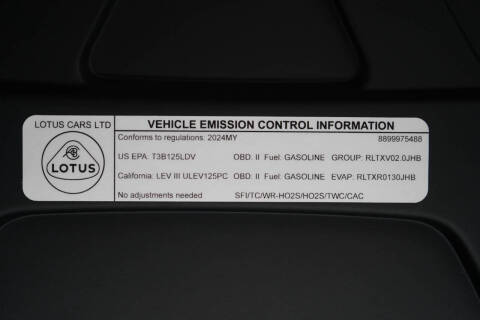 LOTUS CARS LTD
VEHICLE EMISSION CONTROL INFORMATION
Conforms to regulations: 2024MY 8899975488
US EPA: T3B125LDV OBD: II Fuel: GASOLINE GROUP: RLTXV02.0JHB
California: LEV III ULEV125PC OBD: II Fuel: GASOLINE EVAP: RLTXR0130JHB
No adjustments needed SFI/TC/WR-HO2S/HO2S/TWC/CAC
LOTUS